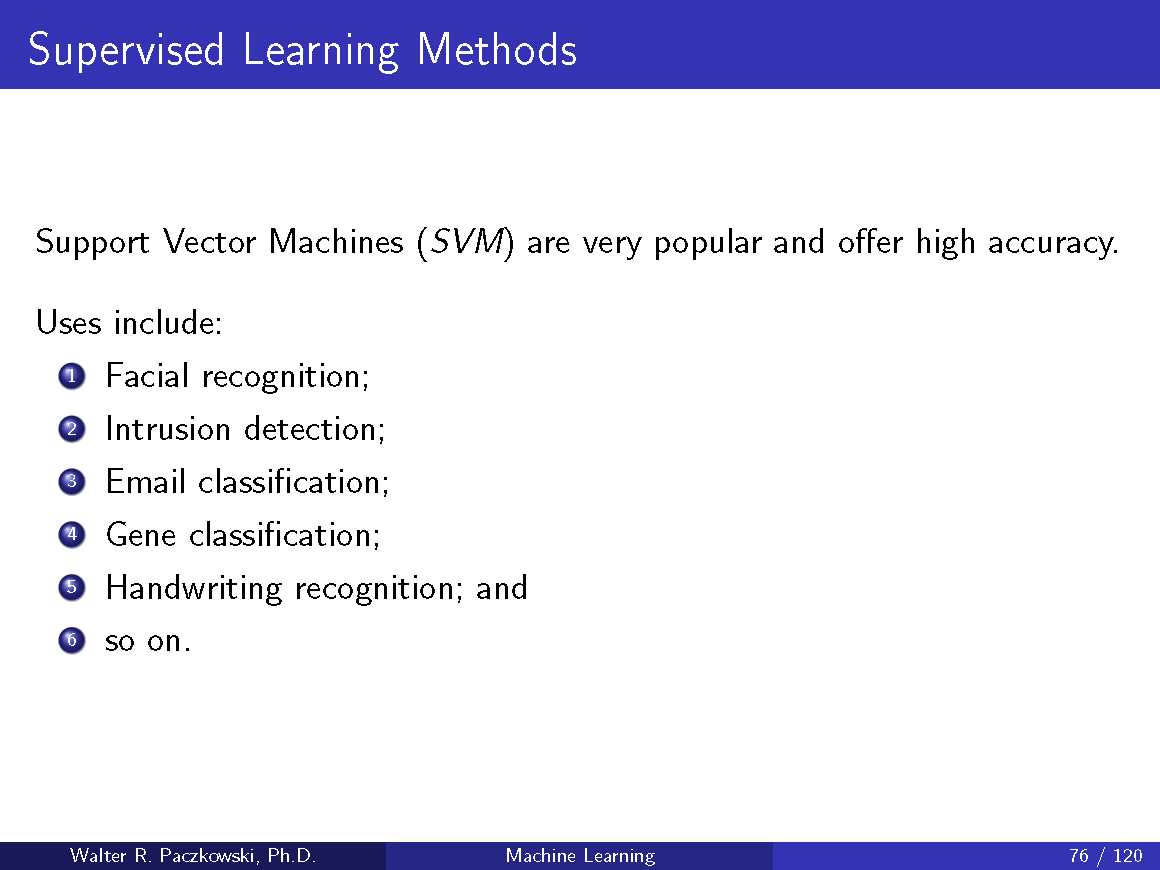 Supervised Learning Methods
Support Vector Machines (SVM) are very popular and offer high accuracy.
Uses include:
1 Facial recognition;
2 Intrusion detection;
3 Email classification;
4 Gene classification;
5 Handwriting recognition; and
6 so on.
Walter R. Paczkowski, Ph.D. Machine Learning 76 / 120